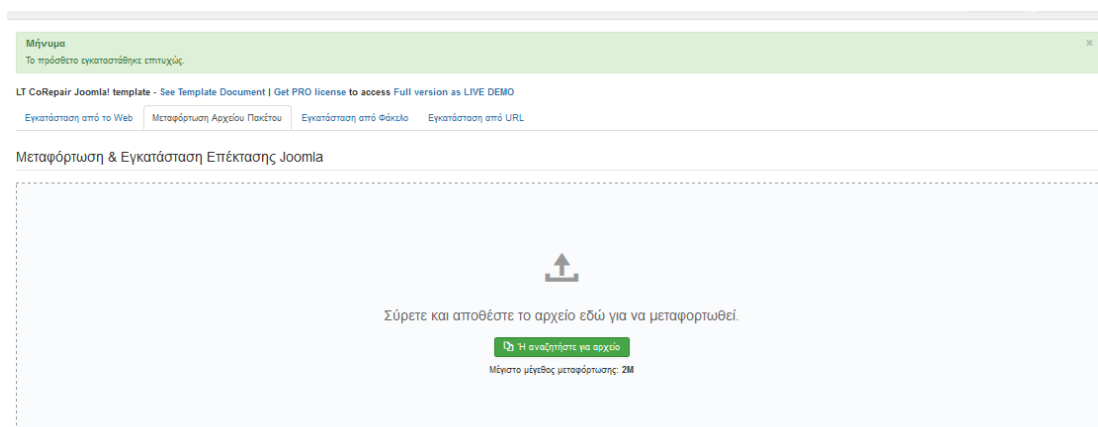 Μήνυμα
Το πρόσθετο εγκαταστάθηκε επιτυχώς.
LT CoRepair Joomla! template - See Template Document | Get PRO license to access Full version as LIVE DEMO
Εγκατάσταση από το Web Μεταφόρτωση Αρχείου Πακέτου Εγκατάσταση από Φάκελο Εγκατάσταση από URL
Μεταφόρτωση & Εγκατάσταση Επέκτασης Joomla
Σύρετε και αποθέστε το αρχείο εδώ για να μεταφορτωθεί.
Ή αναζητήστε για αρχείο
Μέγιστο μέγεθος μεταφόρτωσης: 2M